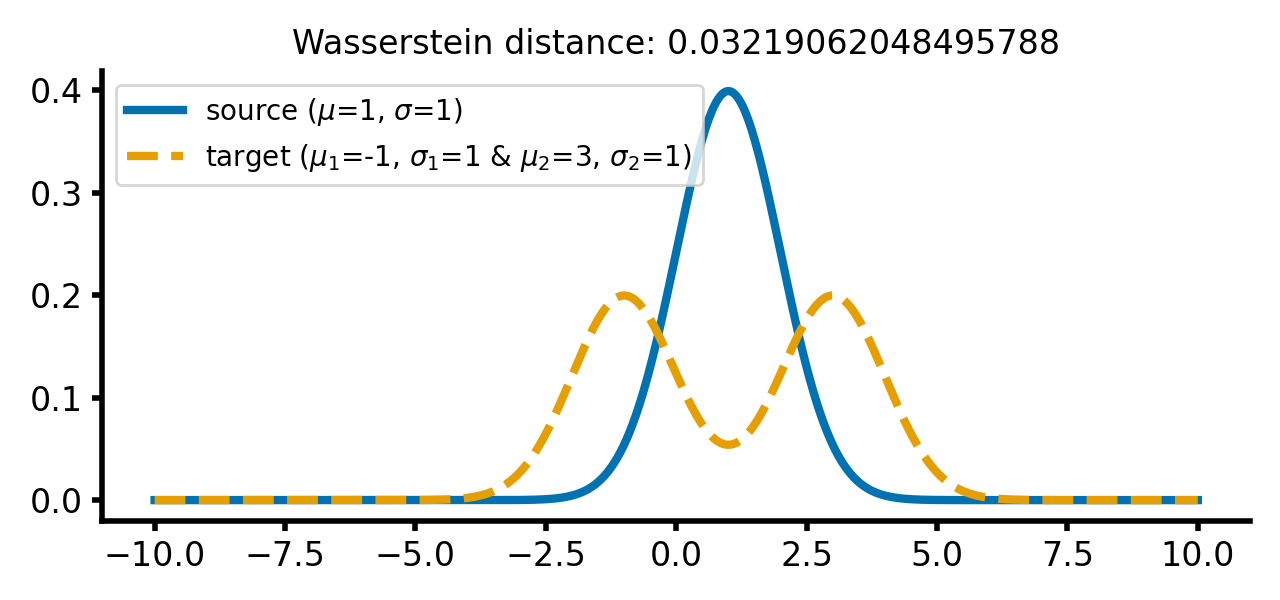 Wasserstein distance: 0.03219062048495788
0.4
source (μ=1, σ=1)
target (μ₁=-1, σ₁=1 & μ₂=3, σ₂=1)
0.3
0.2
0.1
0.0
−10.0 −7.5 −5.0 −2.5 0.0 2.5 5.0 7.5 10.0